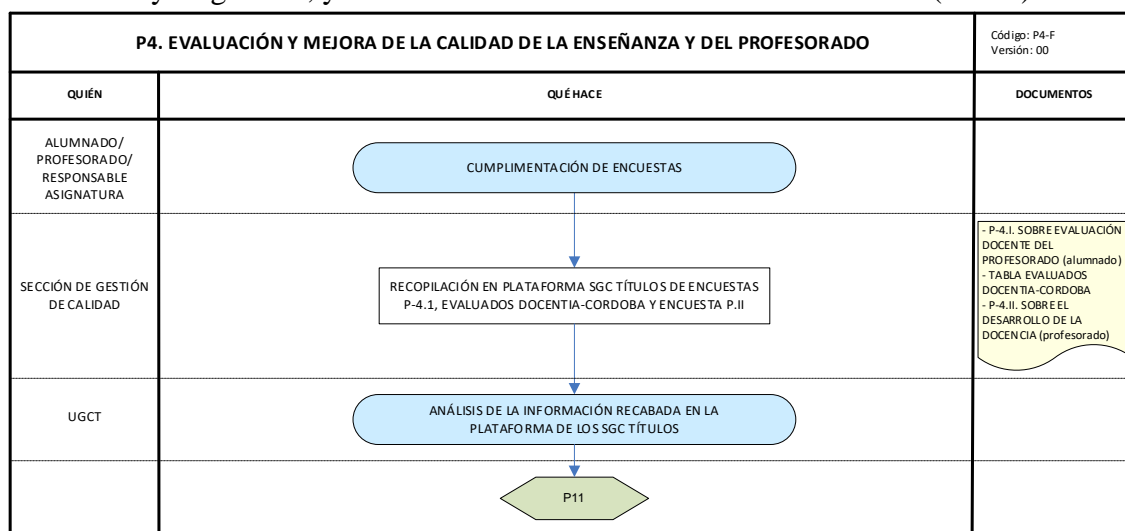 P4. EVALUACIÓN Y MEJORA DE LA CALIDAD DE LA ENSEÑANZA Y DEL PROFESORADO
Código: P4-F
Versión: 00
QUIÉN
QUÉ HACE
DOCUMENTOS
ALUMNADO/
PROFESORADO/
RESPONSABLE
ASIGNATURA
CUMPLIMENTACIÓN DE ENCUESTAS
SECCIÓN DE GESTIÓN
DE CALIDAD
RECOPILACIÓN EN PLATAFORMA SGC TÍTULOS DE ENCUESTAS
P-4.1, EVALUADOS DOCENTIA-CORDOBA Y ENCUESTA P.II
- P-4.I. SOBRE EVALUACIÓN
DOCENTE DEL
PROFESORADO (alumnado)
- TABLA EVALUADOS
DOCENTIA-CORDOBA
- P-4.II. SOBRE EL
DESARROLLO DE LA
DOCENCIA (profesorado)
UGCT
ANÁLISIS DE LA INFORMACIÓN RECABADA EN LA
PLATAFORMA DE LOS SGC TÍTULOS
P11